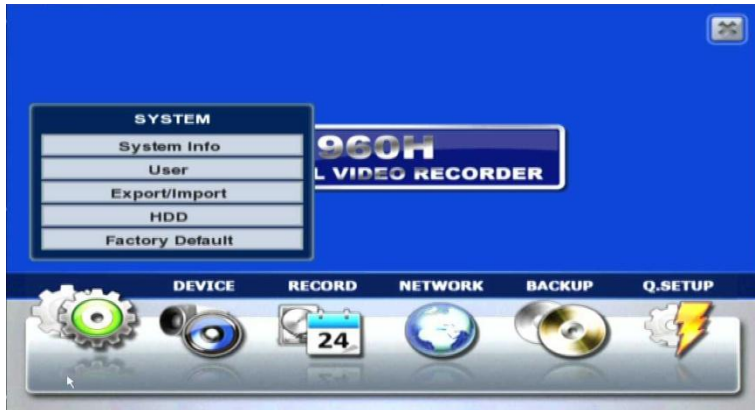 SYSTEM
System Info
User
Export/Import
HDD
Factory Default
960H
L VIDEO RECORDER
DEVICE
RECORD
NETWORK
BACKUP
Q.SETUP
24